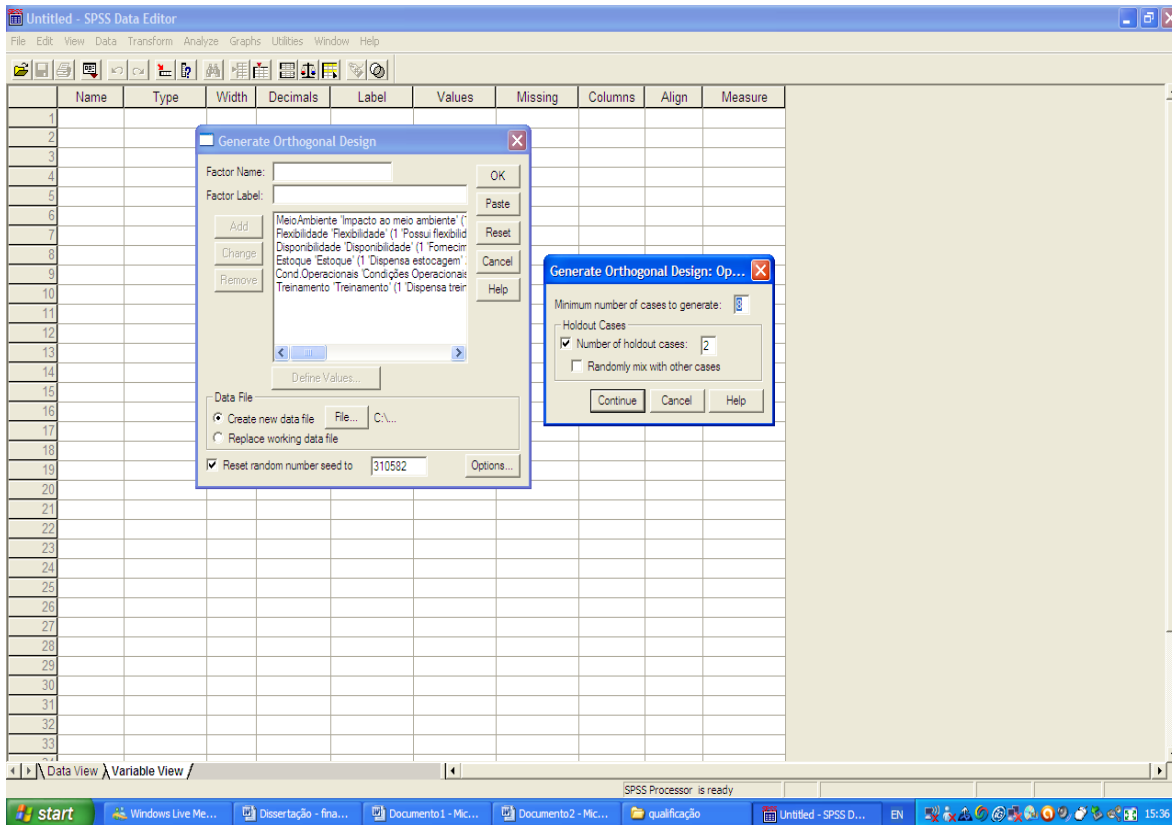 Untitled - SPSS Data Editor
File Edit View Data Transform Analyze Graphs Utilities Window Help
Name Type Width Decimals Label Values Missing Columns Align Measure
1
2
3
4
5
6
7
8
9
10
11
12
13
14
15
16
17
18
19
20
21
22
23
24
25
26
27
28
29
30
31
32
33
Generate Orthogonal Design
Factor Name:
Factor Label:
Add
Change
Remove
MeioAmbiente 'Impacto ao meio ambiente' ('
Flexibilidade 'Flexibilidade' (1 'Possui flexibilid
Disponibilidade 'Disponibilidade' (1 'Fornecim
Estoque 'Estoque' (1 'Dispensa estocagem'
Cond.Operacionais 'Condições Operacionais
Treinamento 'Treinamento' (1 'Dispensa trein
Define Values...
OK
Paste
Reset
Cancel
Help
Data File
Create new data file File... C:\...
Replace working data file
Reset random number seed to 310582 Options...
Generate Orthogonal Design: Op...
Minimum number of cases to generate: 8
Holdout Cases
Number of holdout cases: 2
Randomly mix with other cases
Continue Cancel Help
Data View Variable View
SPSS Processor is ready
start Windows Live Me... Dissertação - fina... Documento1 - Mic... Documento2 - Mic... qualificação Untitled - SPSS D... EN 15:36